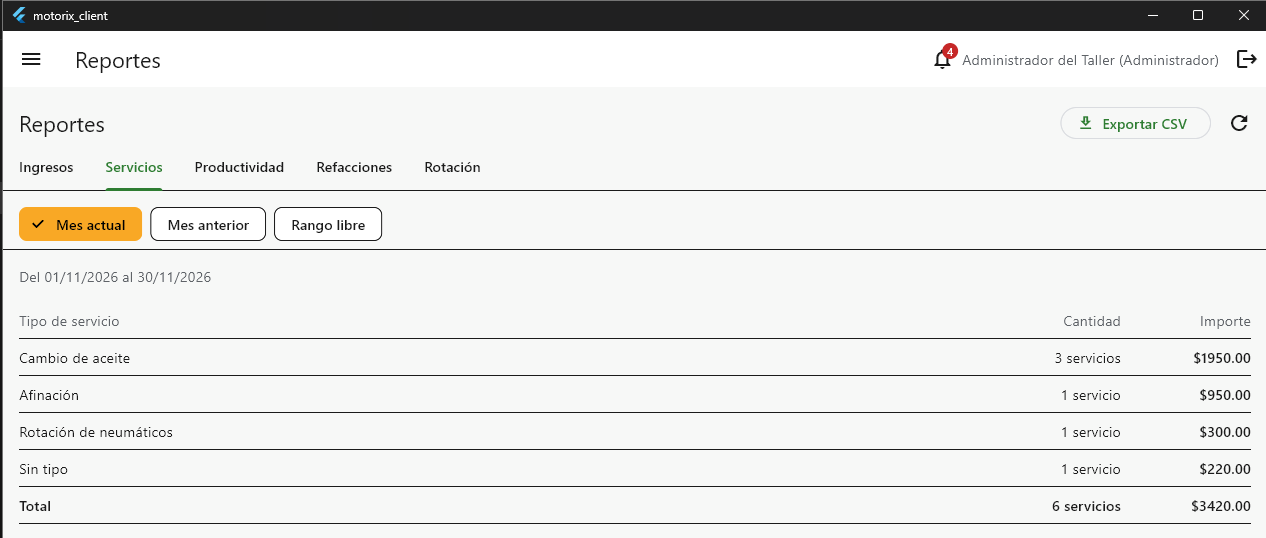 motorix_client
Reportes
4
Administrador del Taller (Administrador)
Reportes
Exportar CSV
Ingresos Servicios Productividad Refacciones Rotación
Mes actual Mes anterior Rango libre
Del 01/11/2026 al 30/11/2026
Tipo de servicio Cantidad Importe
Cambio de aceite 3 servicios $1950.00
Afinación 1 servicio $950.00
Rotación de neumáticos 1 servicio $300.00
Sin tipo 1 servicio $220.00
Total 6 servicios $3420.00